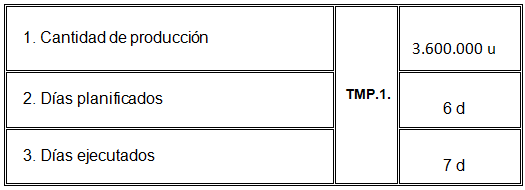 1. Cantidad de producción
3.600.000 u
2. Días planificados
TMP.1.
6 d
3. Días ejecutados
7 d